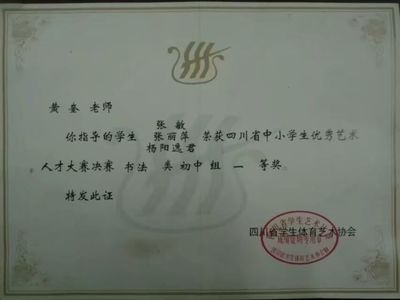 黄奎 老师
张敏
你指导的学生 张丽萍 荣获四川省中小学生优秀艺术
杨阳逸君
人才大赛决赛 书法 类 初中 组 一 等奖。
特发此证
四川省学生体育艺术协会